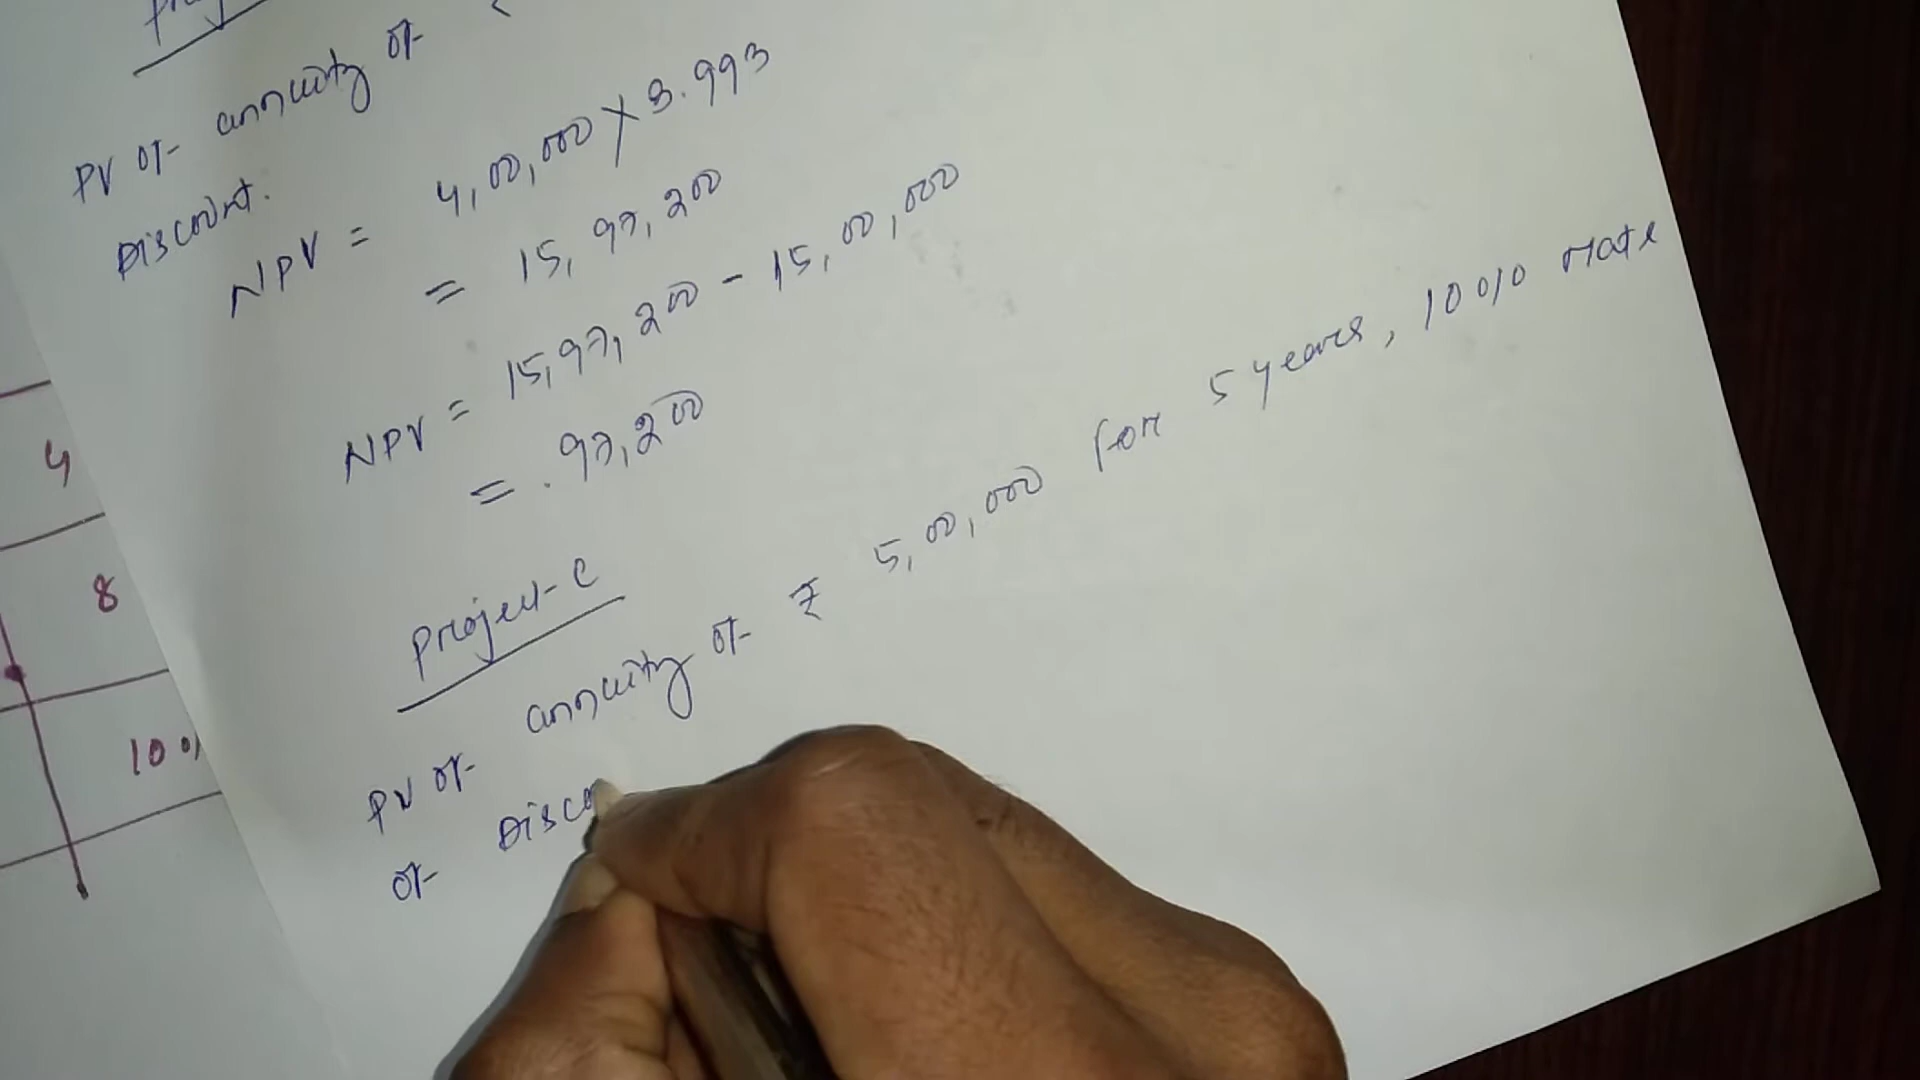 PV of annuity of
Discount.
NPV = 4,00,000 × 3.993
= 15,97,200
NPV = 15,97,200 - 15,00,000
= 97,200
Project-C
PV of annuity of ₹ 5,00,000 for 5 years, 10% rate
of Disco
4
8
10%